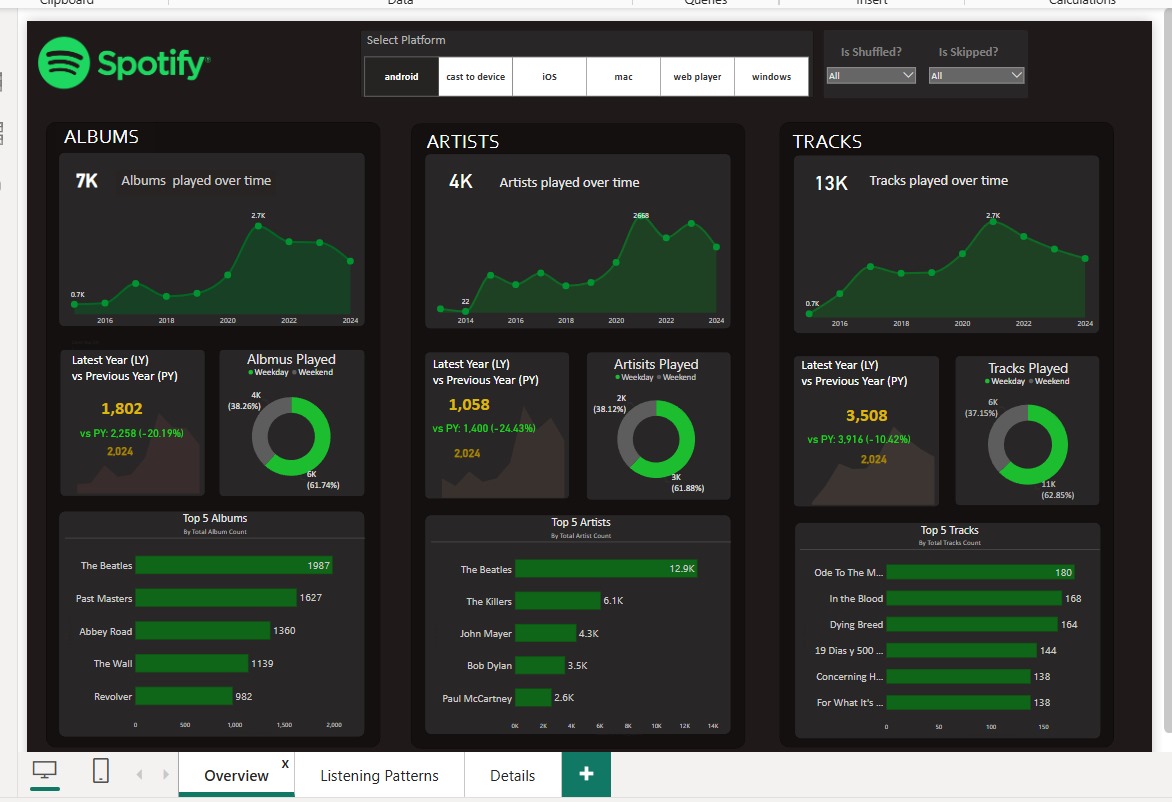 Clipboard
Data
Queries
Insert
Calculations
Spotify
Select Platform
android
cast to device
iOS
mac
web player
windows
Is Shuffled?
Is Skipped?
All
All
ALBUMS
7K
Albums played over time
2.7K
0.7K
2016
2018
2020
2022
2024
Latest Year (LY)
vs Previous Year (PY)
1,802
vs PY: 2,258 (-20.19%)
2,024
Albmus Played
Weekday
Weekend
4K
(38.26%)
6K
(61.74%)
Top 5 Albums
By Total Album Count
The Beatles
1987
Past Masters
1627
Abbey Road
1360
The Wall
1139
Revolver
982
0
500
1,000
1,500
2,000
ARTISTS
4K
Artists played over time
2668
22
2014
2016
2018
2020
2022
2024
Latest Year (LY)
vs Previous Year (PY)
1,058
vs PY: 1,400 (-24.43%)
2,024
Artisits Played
Weekday
Weekend
2K
(38.12%)
3K
(61.88%)
Top 5 Artists
By Total Artist Count
The Beatles
12.9K
The Killers
6.1K
John Mayer
4.3K
Bob Dylan
3.5K
Paul McCartney
2.6K
0K
2K
4K
6K
8K
10K
12K
14K
TRACKS
13K
Tracks played over time
2.7K
0.7K
2016
2018
2020
2022
2024
Latest Year (LY)
vs Previous Year (PY)
3,508
vs PY: 3,916 (-10.42%)
2,024
Tracks Played
Weekday
Weekend
6K
(37.15%)
11K
(62.85%)
Top 5 Tracks
By Total Tracks Count
Ode To The M...
180
In the Blood
168
Dying Breed
164
19 Dias y 500 ...
144
Concerning H...
138
For What It's ...
138
0
50
100
150
Overview
X
Listening Patterns
Details
+